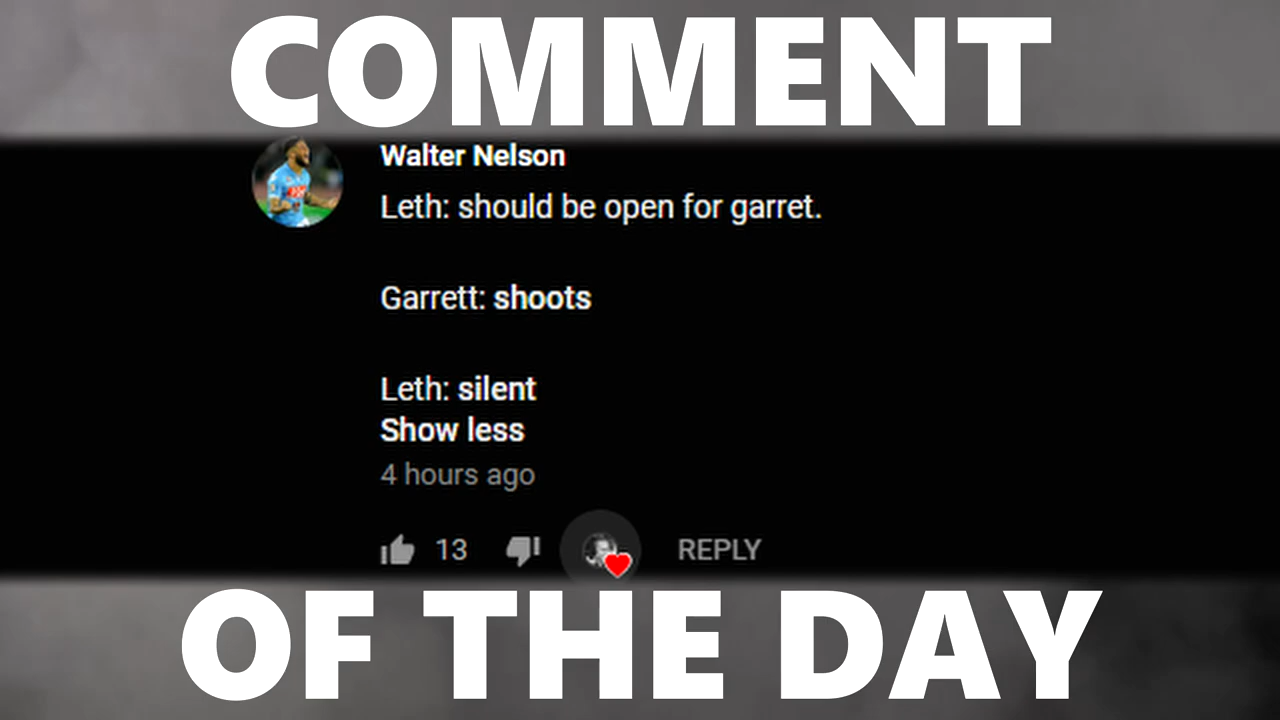 COMMENT
Walter Nelson
Leth: should be open for garret.
Garrett: shoots
Leth: silent
Show less
4 hours ago
13 REPLY
OF THE DAY